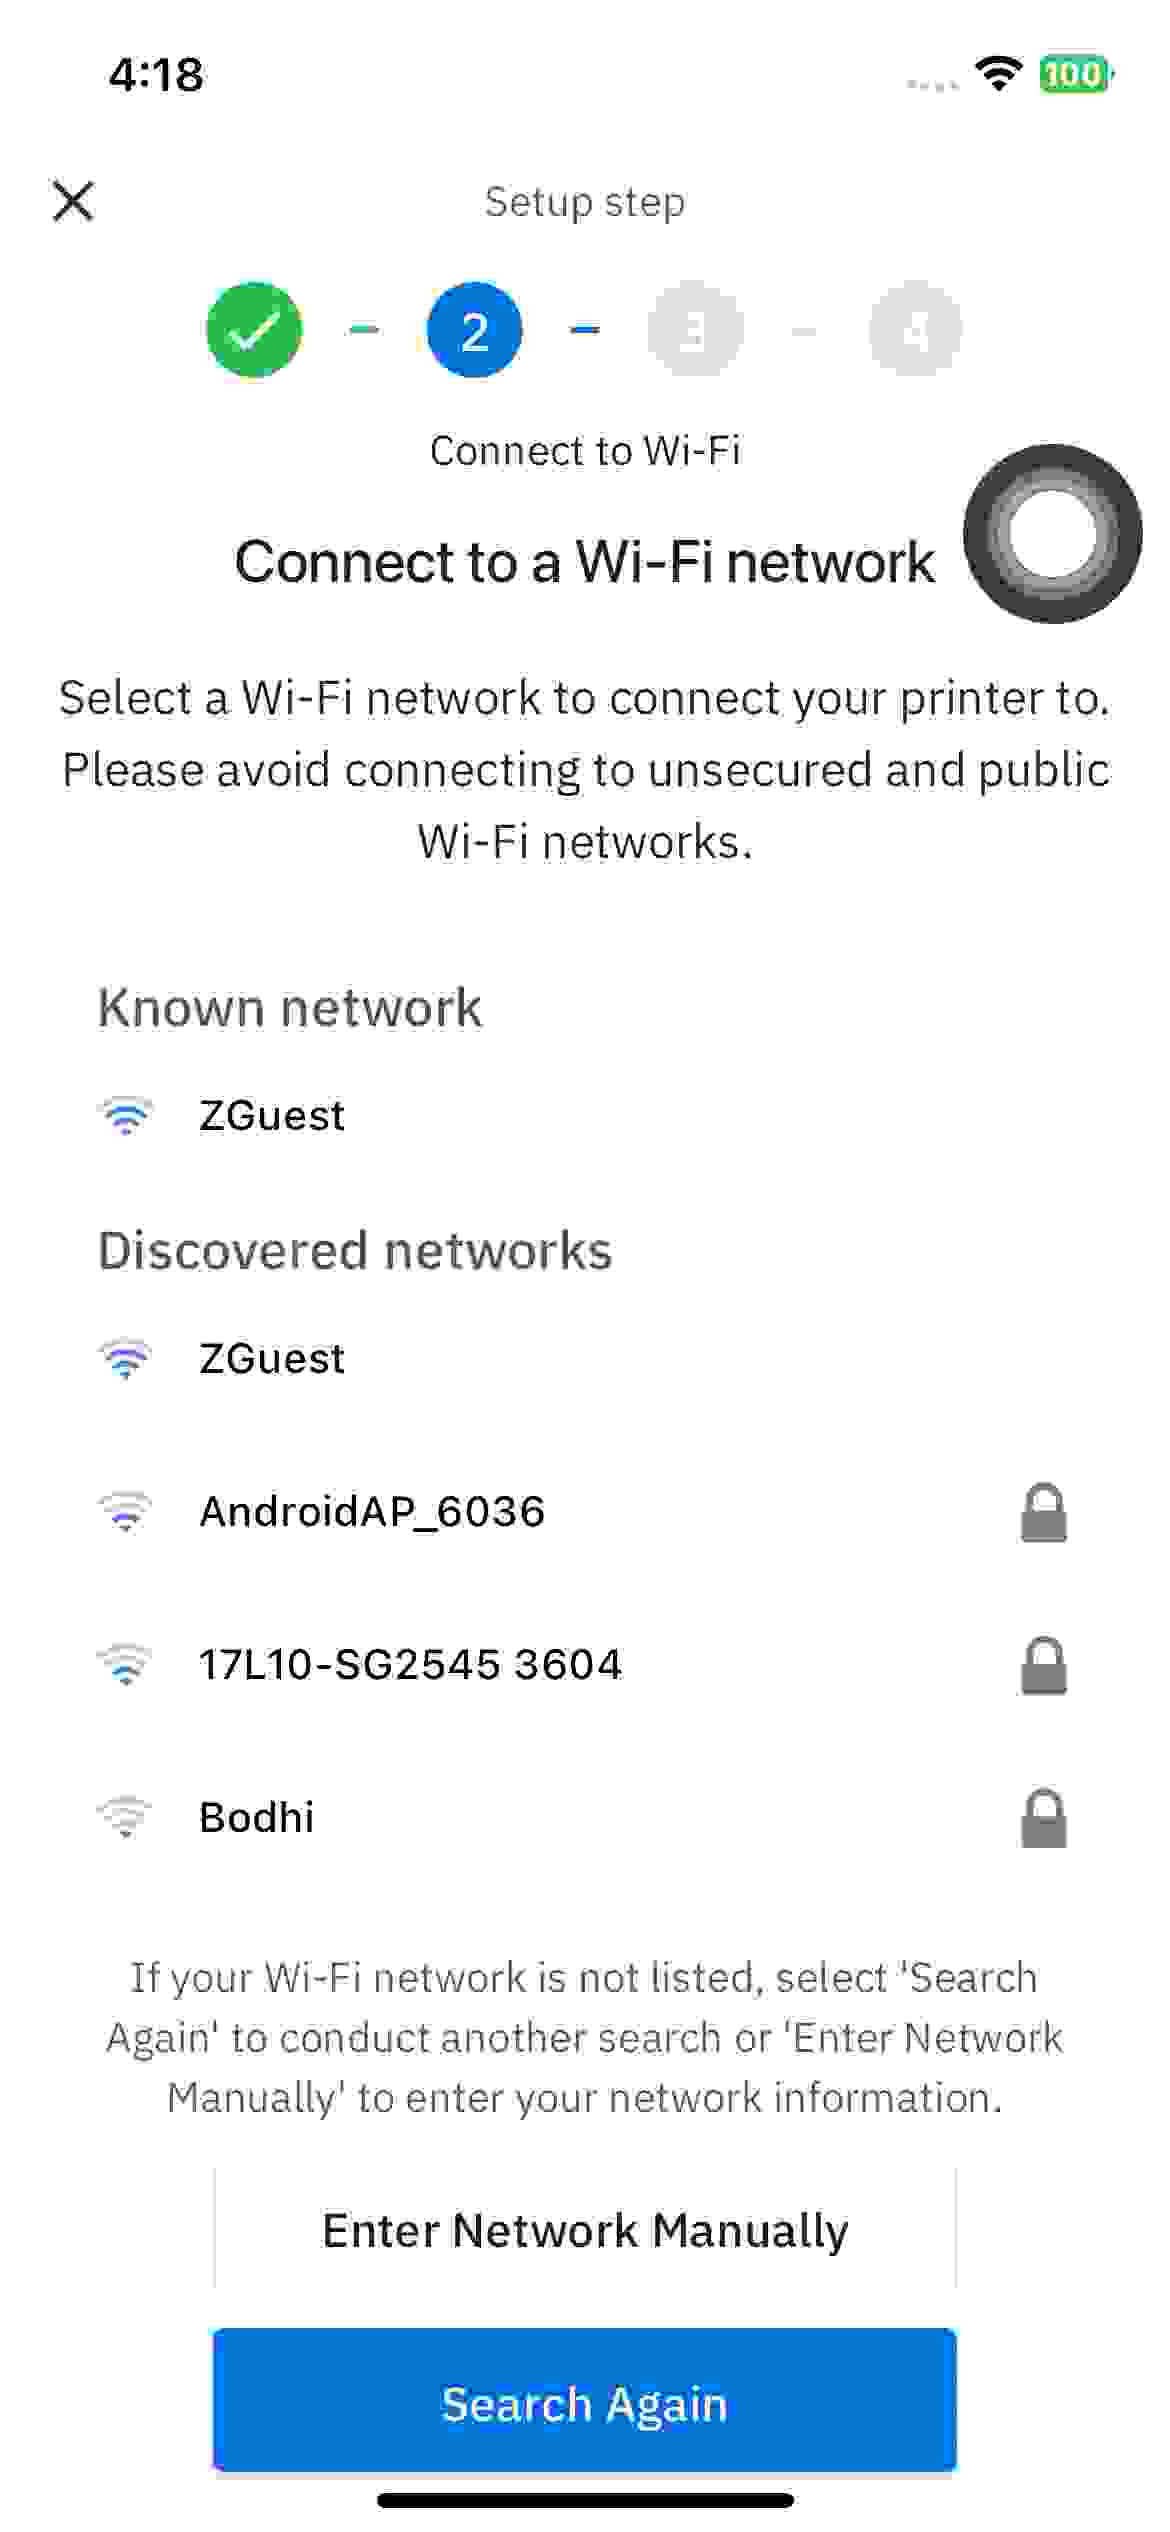 4:18
100
Setup step
2
3
4
Connect to Wi-Fi
Connect to a Wi-Fi network
Select a Wi-Fi network to connect your printer to.
Please avoid connecting to unsecured and public
Wi-Fi networks.
Known network
ZGuest
Discovered networks
ZGuest
AndroidAP_6036
17L10-SG2545 3604
Bodhi
If your Wi-Fi network is not listed, select 'Search
Again' to conduct another search or 'Enter Network
Manually' to enter your network information.
Enter Network Manually
Search Again